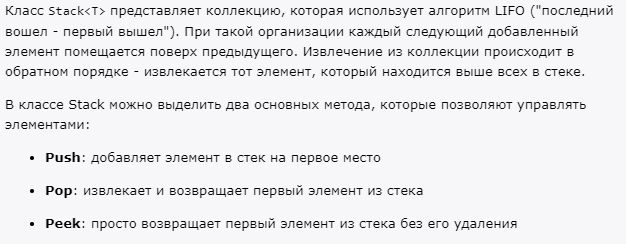 Класс Stack<T> представляет коллекцию, которая использует алгоритм LIFO ("последний
вошел - первый вышел"). При такой организации каждый следующий добавленный
элемент помещается поверх предыдущего. Извлечение из коллекции происходит в
обратном порядке - извлекается тот элемент, который находится выше всех в стеке.
В классе Stack можно выделить два основных метода, которые позволяют управлять
элементами:
• Push: добавляет элемент в стек на первое место
• Pop: извлекает и возвращает первый элемент из стека
• Peek: просто возвращает первый элемент из стека без его удаления